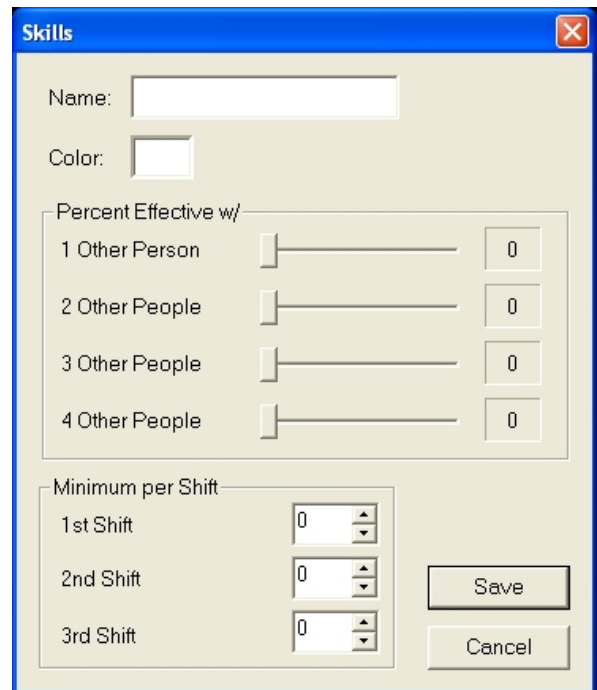 Skills
Name:
Color:
Percent Effective w/
1 Other Person 0
2 Other People 0
3 Other People 0
4 Other People 0
Minimum per Shift
1st Shift 0
2nd Shift 0
Save
3rd Shift 0
Cancel